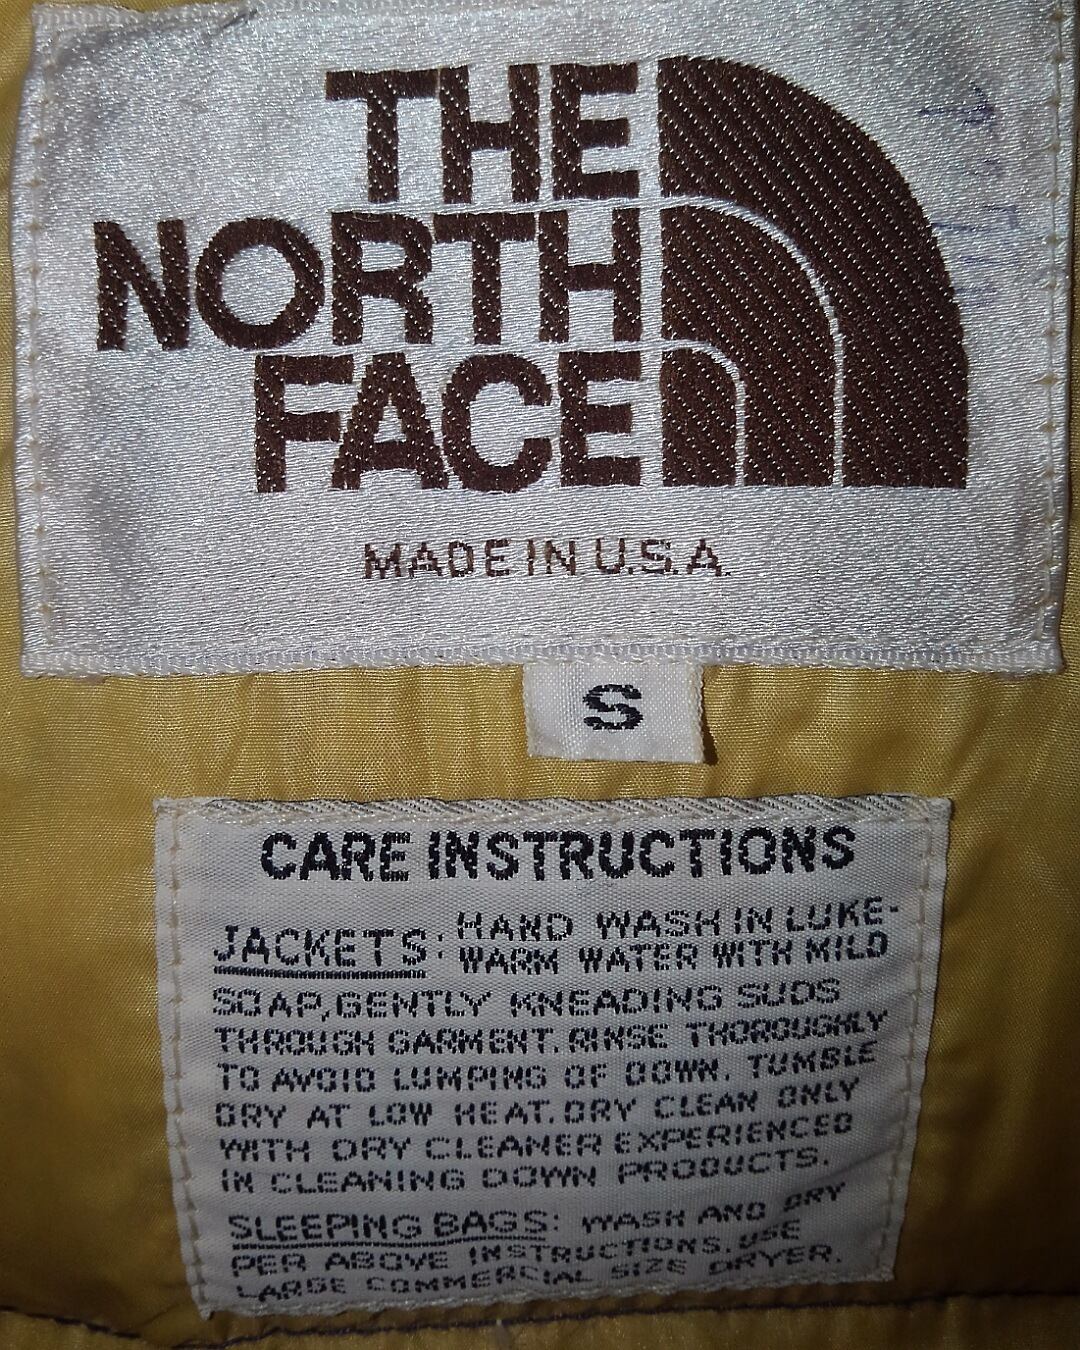 THE
NORTH
FACE
MADE IN U.S.A.
S
CARE INSTRUCTIONS
JACKETS: HAND WASH IN LUKE-
WARM WATER WITH MILD
SOAP, GENTLY KNEADING SUDS
THROUGH GARMENT. RINSE THOROUGHLY
TO AVOID LUMPING OF DOWN. TUMBLE
DRY AT LOW HEAT. DRY CLEAN ONLY
WITH DRY CLEANER EXPERIENCED
IN CLEANING DOWN PRODUCTS.
SLEEPING BAGS: WASH AND DRY
PER ABOVE INSTRUCTIONS. USE
LARGE COMMERCIAL SIZE DRYER.